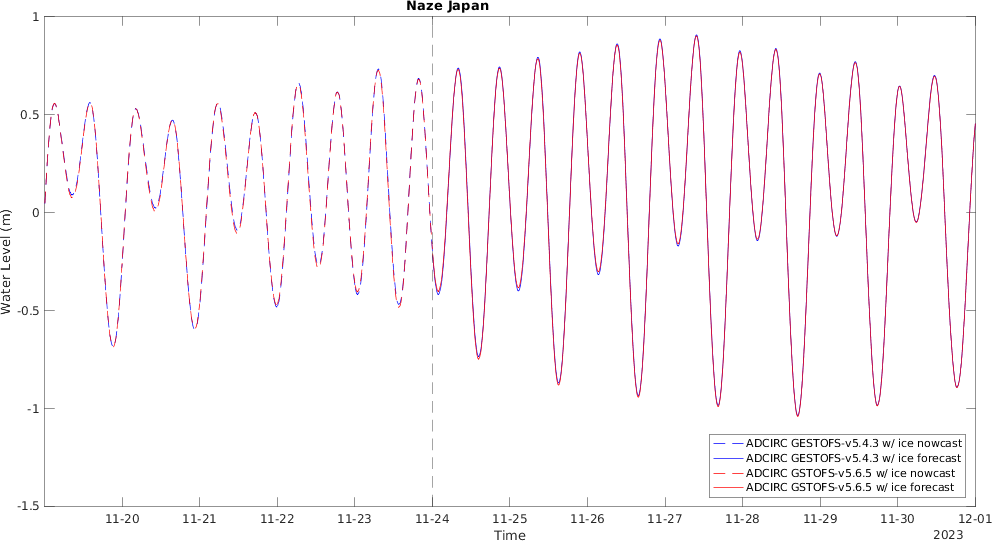 Naze Japan
1
0.5
0
-0.5
-1
-1.5
Water Level (m)
ADCIRC GESTOFS-v5.4.3 w/ ice nowcast
ADCIRC GESTOFS-v5.4.3 w/ ice forecast
ADCIRC GSTOFS-v5.6.5 w/ ice nowcast
ADCIRC GSTOFS-v5.6.5 w/ ice forecast
11-20 11-21 11-22 11-23 11-24 11-25 11-26 11-27 11-28 11-29 11-30 12-01
Time
2023